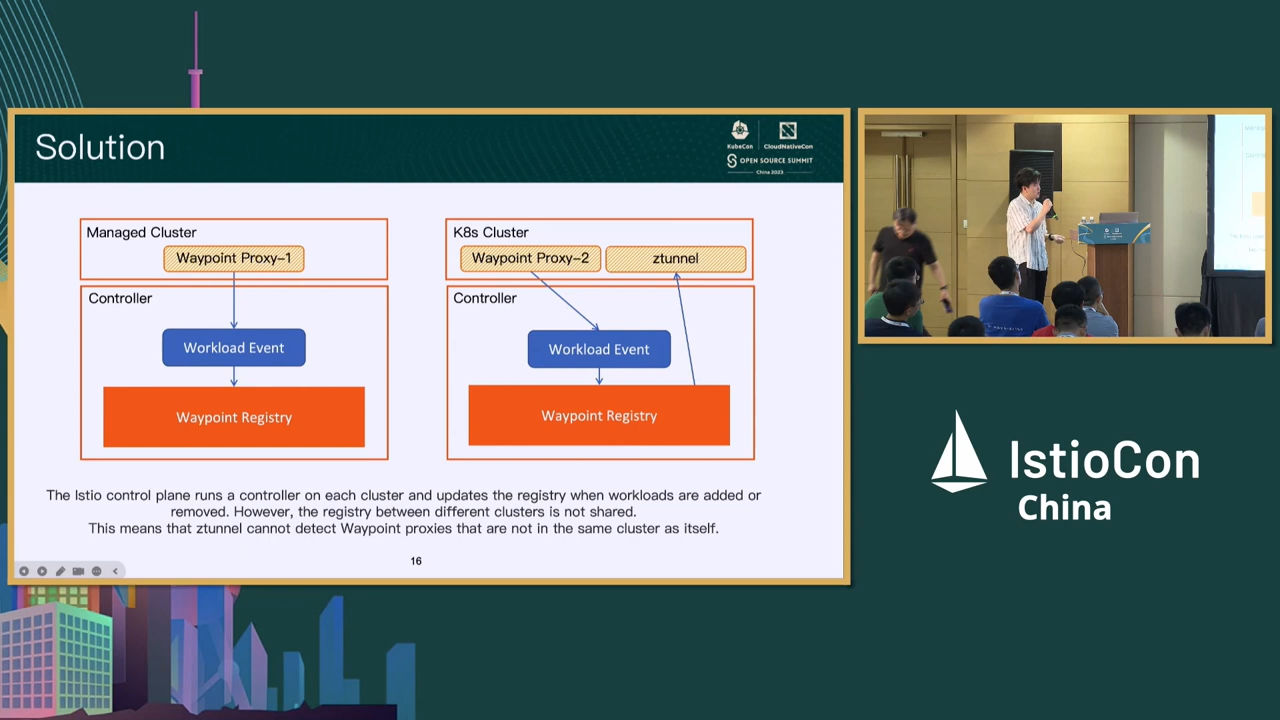 Solution
KubeCon
CloudNativeCon
OPEN SOURCE SUMMIT
China 2023
Managed Cluster
Waypoint Proxy-1
Controller
Workload Event
Waypoint Registry
K8s Cluster
Waypoint Proxy-2
ztunnel
Controller
Workload Event
Waypoint Registry
The Istio control plane runs a controller on each cluster and updates the registry when workloads are added or
removed. However, the registry between different clusters is not shared.
This means that ztunnel cannot detect Waypoint proxies that are not in the same cluster as itself.
16
IstioCon
China